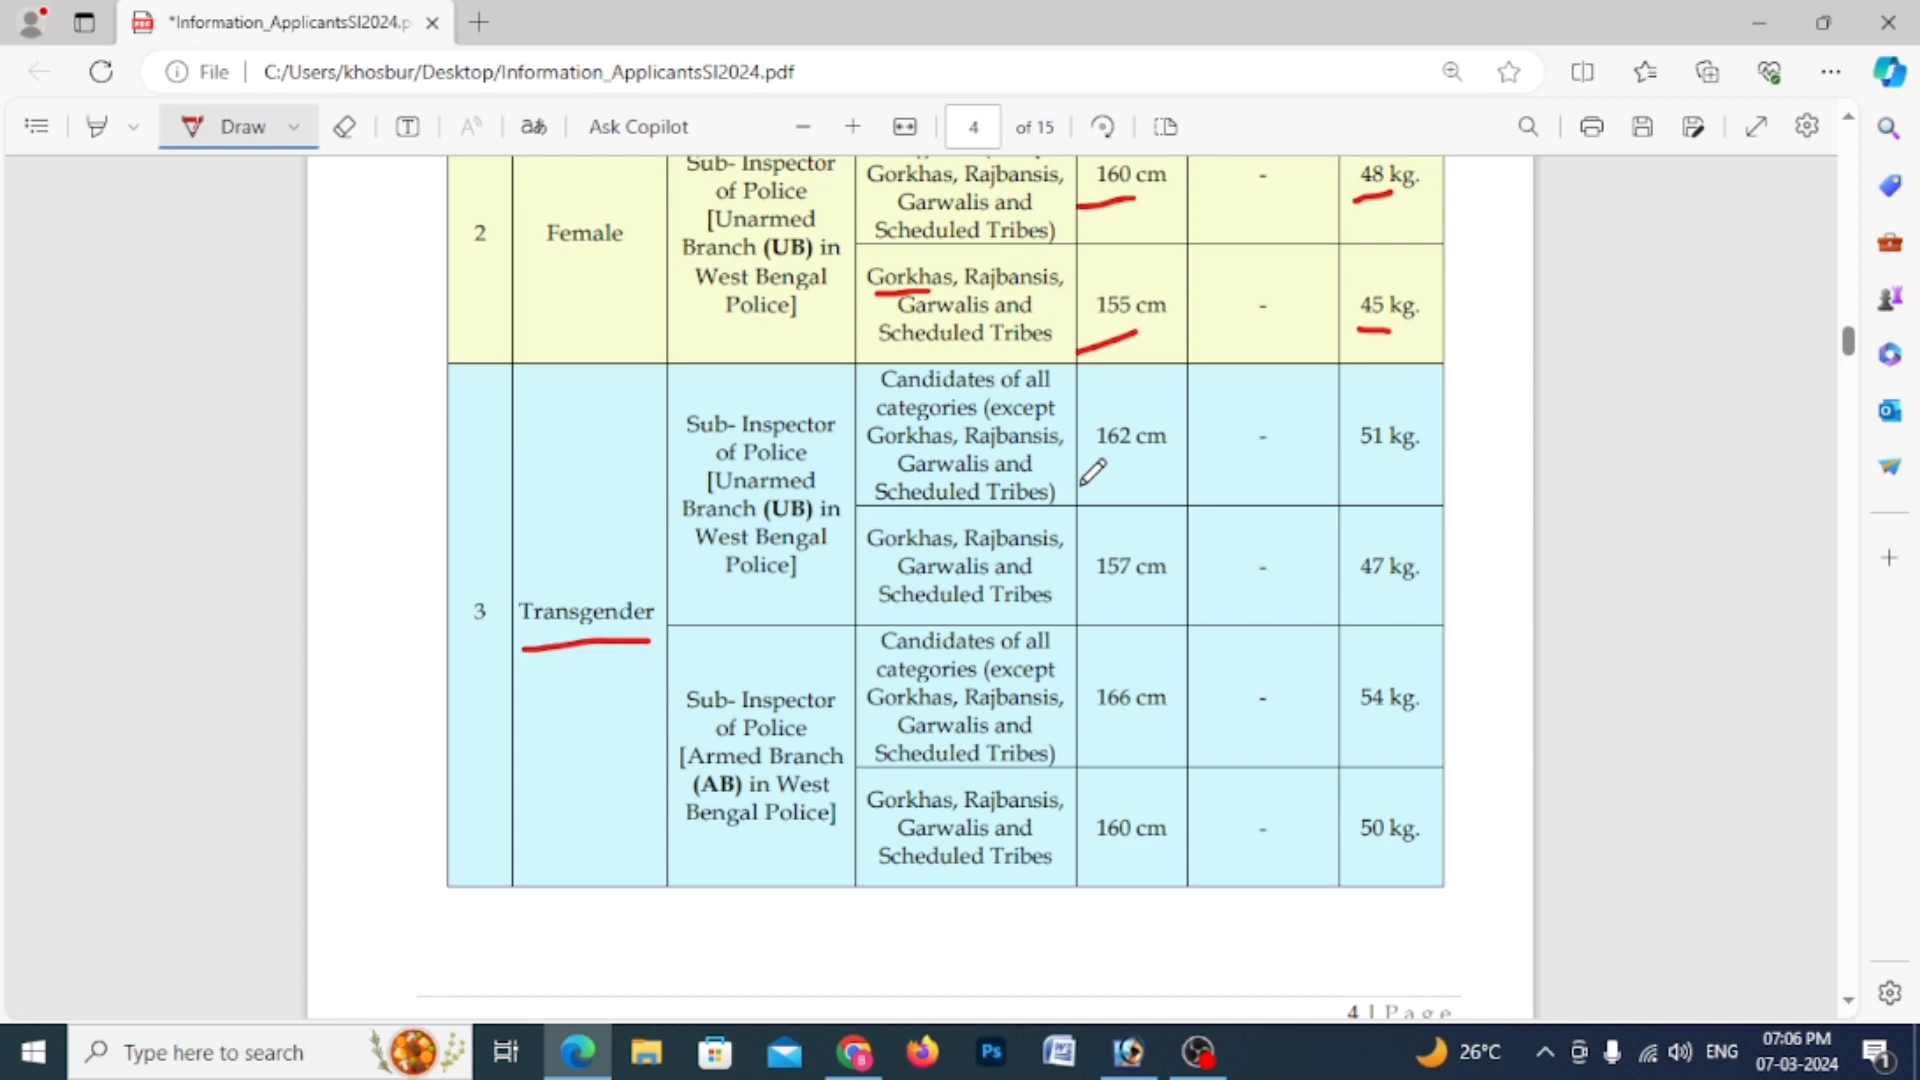 *Information_ApplicantsSI2024.p
File
C:/Users/khosbur/Desktop/Information_ApplicantsSI2024.pdf
Draw
aあ
Ask Copilot
4
of 15
2
Female
Sub- Inspector
of Police
[Unarmed
Branch (UB) in
West Bengal
Police]
Gorkhas, Rajbansis,
Garwalis and
Scheduled Tribes)
160 cm
-
48 kg.
Gorkhas, Rajbansis,
Garwalis and
Scheduled Tribes
155 cm
-
45 kg.
3
Transgender
Sub- Inspector
of Police
[Unarmed
Branch (UB) in
West Bengal
Police]
Candidates of all
categories (except
Gorkhas, Rajbansis,
Garwalis and
Scheduled Tribes)
162 cm
-
51 kg.
Gorkhas, Rajbansis,
Garwalis and
Scheduled Tribes
157 cm
-
47 kg.
Sub- Inspector
of Police
[Armed Branch
(AB) in West
Bengal Police]
Candidates of all
categories (except
Gorkhas, Rajbansis,
Garwalis and
Scheduled Tribes)
166 cm
-
54 kg.
Gorkhas, Rajbansis,
Garwalis and
Scheduled Tribes
160 cm
-
50 kg.
4 | Page
Type here to search
Ps
26°C
ENG
07:06 PM
07-03-2024
1